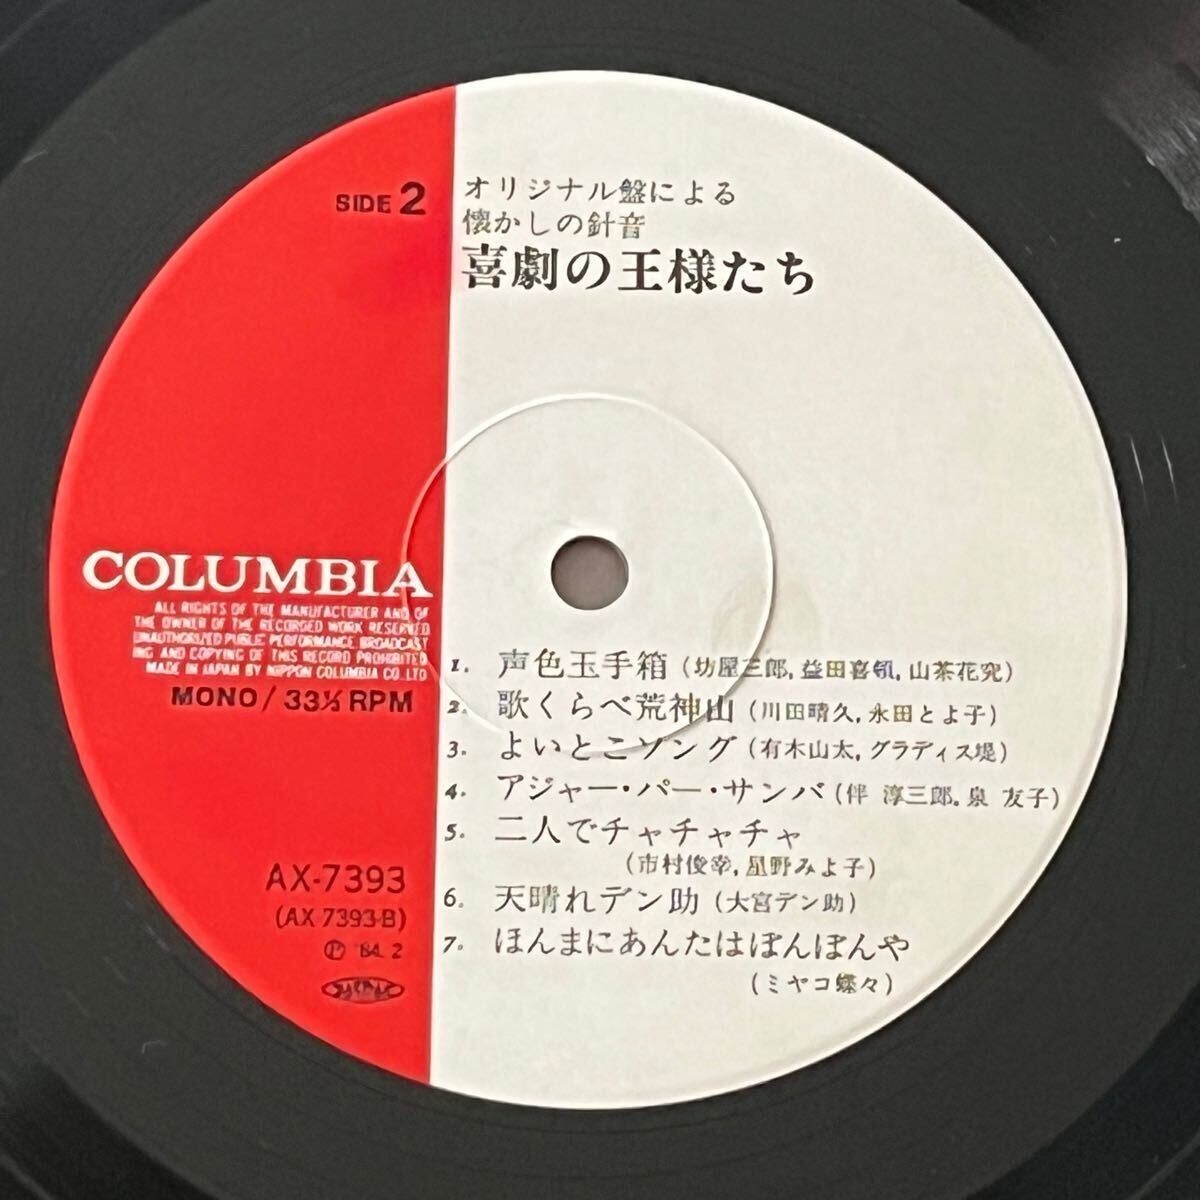 SIDE 2
オリジナル盤による
懐かしの針音
喜劇の王様たち
COLUMBIA
ALL RIGHTS OF THE MANUFACTURER AND OF
THE OWNER OF THE RECORDED WORK RESERVED
UNAUTHORIZED PUBLIC PERFORMANCE BROADCAST
ING AND COPYING OF THIS RECORD PROHIBITED
MADE IN JAPAN BY NIPPON COLUMBIA CO. LTD
MONO / 33⅓ RPM
1. 声色玉手箱 (坊屋三郎, 益田喜頓, 山茶花究)
2. 歌くらべ荒神山 (川田晴久, 永田とよ子)
3. よいとこソング (有木山太, グラディス堤)
4. アジャー・パー・サンバ (伴 淳三郎. 泉 友子)
5. 二人でチャチャチャ
(市村俊幸, 星野みよ子)
6. 天晴れデン助 (大宮デン助)
7. ほんまにあんたはぼんぼんや
(ミヤコ蝶々)
AX-7393
(AX-7393-B)
Ⓟ '84. 2